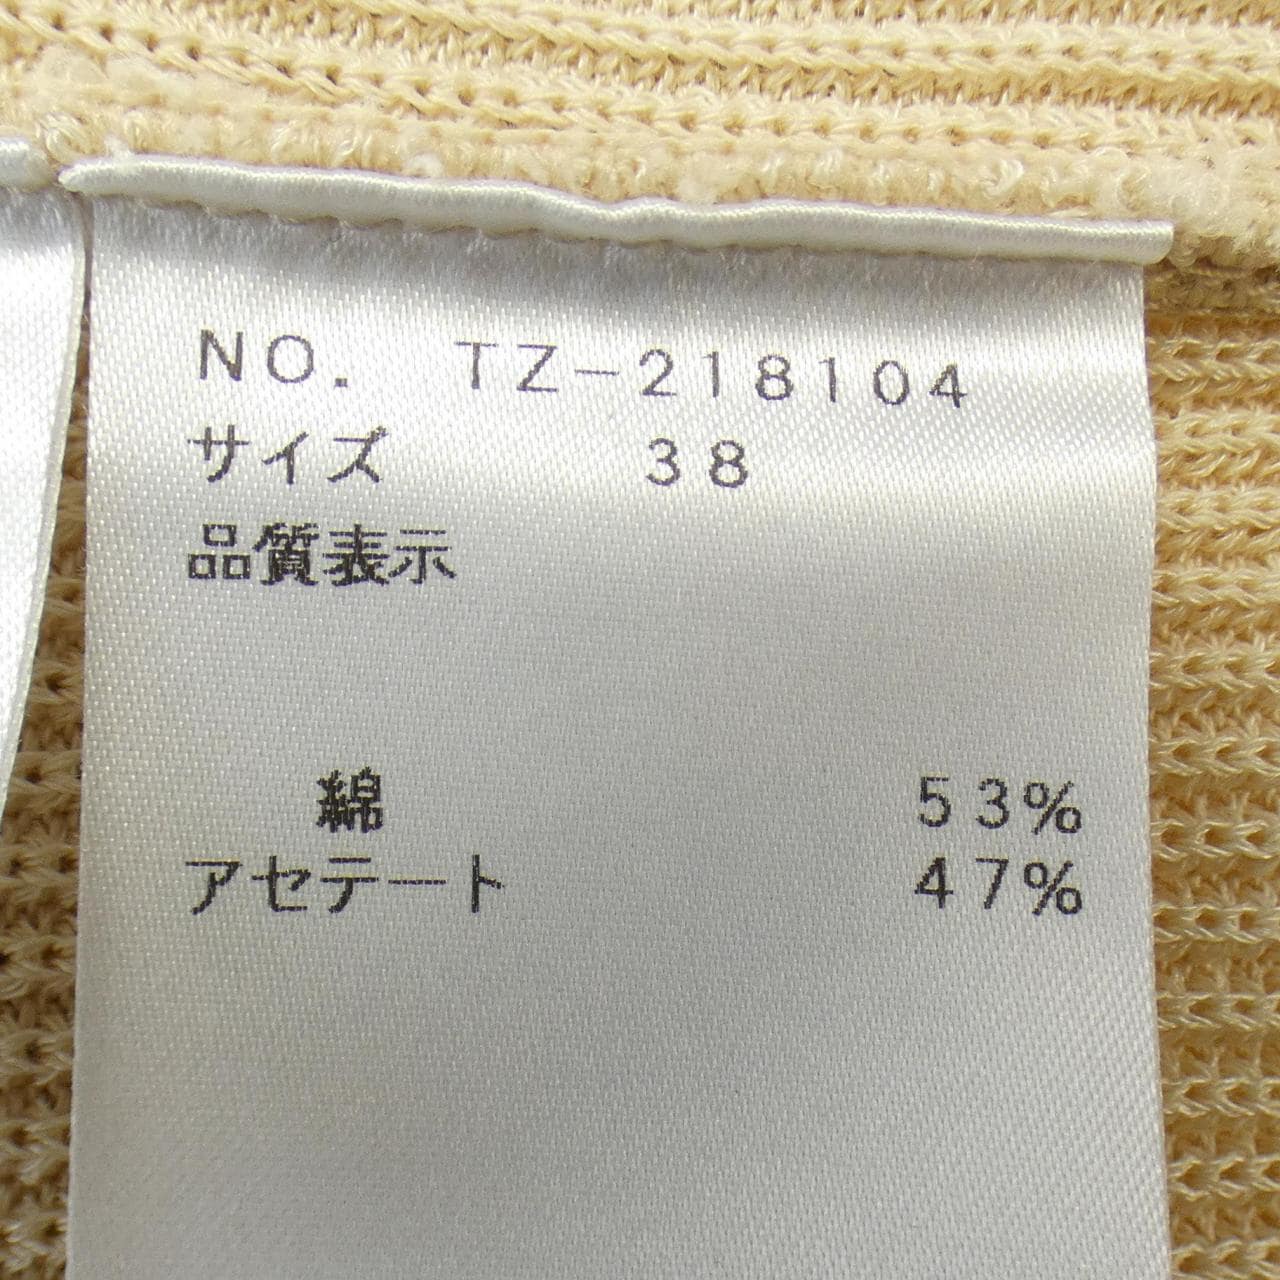 NO. TZ-218104
サイズ 38
品質表示
綿 53%
アセテート 47%